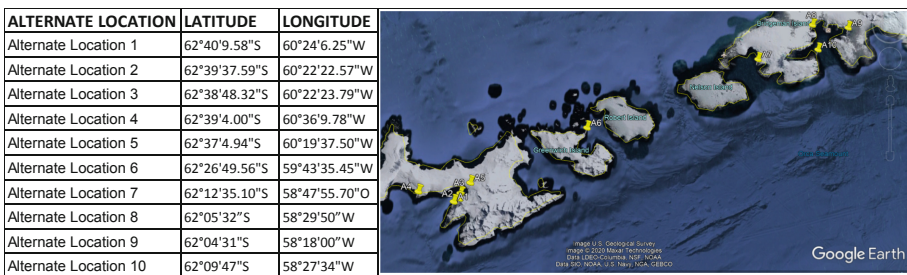 ALTERNATE LOCATION LATITUDE LONGITUDE
Alternate Location 1 62°40'9.58"S 60°24'6.25"W
Alternate Location 2 62°39'37.59"S 60°22'22.57"W
Alternate Location 3 62°38'48.32"S 60°22'23.79"W
Alternate Location 4 62°39'4.00"S 60°36'9.78"W
Alternate Location 5 62°37'4.94"S 60°19'37.50"W
Alternate Location 6 62°26'49.56"S 59°43'35.45"W
Alternate Location 7 62°12'35.10"S 58°47'55.70"O
Alternate Location 8 62°05'32”S 58°29'50”W
Alternate Location 9 62°04'31"S 58°18'00”W
Alternate Location 10 62°09'47"S 58°27'34"W
A8
A9
Island
A10
A7
Nelson Island
A6
Robert Island
Greenwich Island
A5
A3
A4
A2
A1
Image U.S. Geological Survey
Image © 2020 Maxar Technologies
Data LDEO-Columbia, NSF, NOAA
Data SIO, NOAA, U.S. Navy, NGA, GEBCO
Google Earth